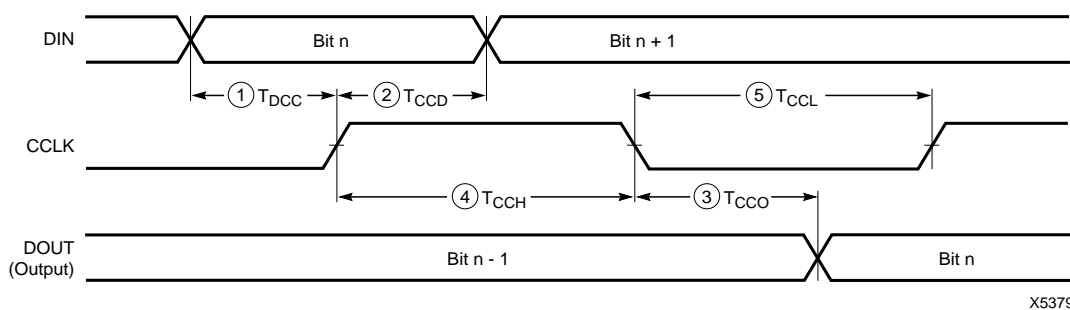 DIN
Bit n
Bit n + 1
① TDCC
② TCCD
⑤ TCCL
CCLK
④ TCCH
③ TCCO
DOUT
(Output)
Bit n - 1
Bit n
X5379